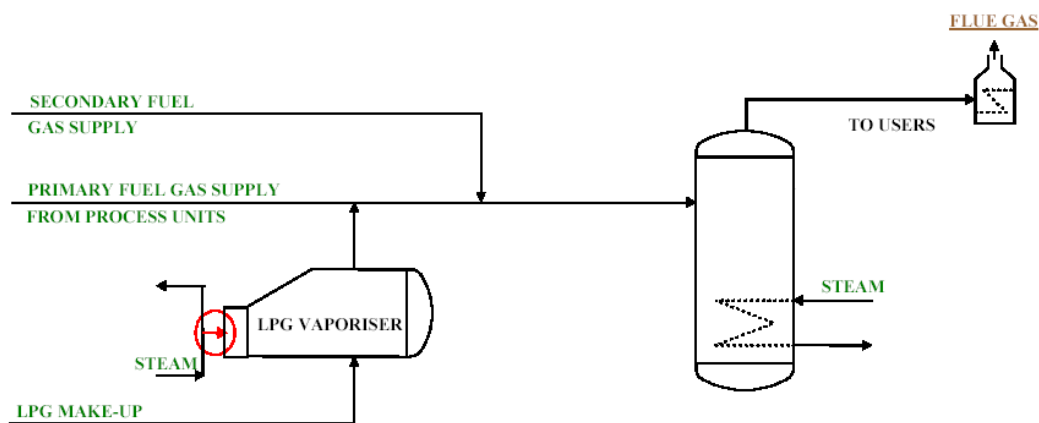 FLUE GAS
SECONDARY FUEL
GAS SUPPLY
TO USERS
PRIMARY FUEL GAS SUPPLY
FROM PROCESS UNITS
STEAM
LPG VAPORISER
STEAM
LPG MAKE-UP